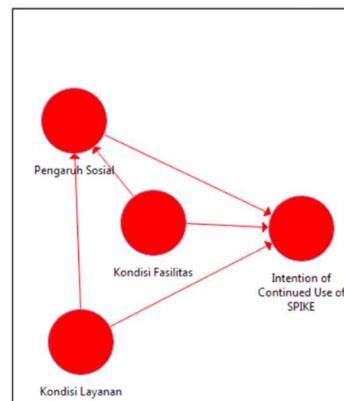 Pengaruh Sosial
Kondisi Fasilitas
Intention of
Continued Use of
SPIKE
Kondisi Layanan